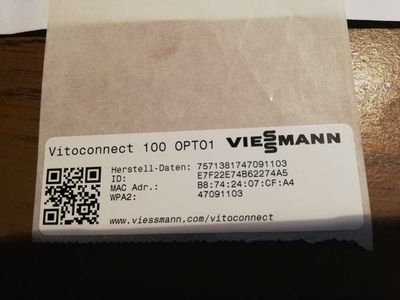 Vitoconnect 100 OPTO1 VIESSMANN
Herstell-Daten: 7571381747091103
ID: E7F22E74B62274A5
MAC Adr.: B8:74:24:07:CF:A4
WPA2: 47091103
www.viessmann.com/vitoconnect